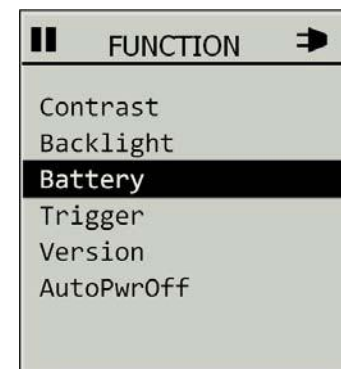 FUNCTION
Contrast
Backlight
Battery
Trigger
Version
AutoPwrOff